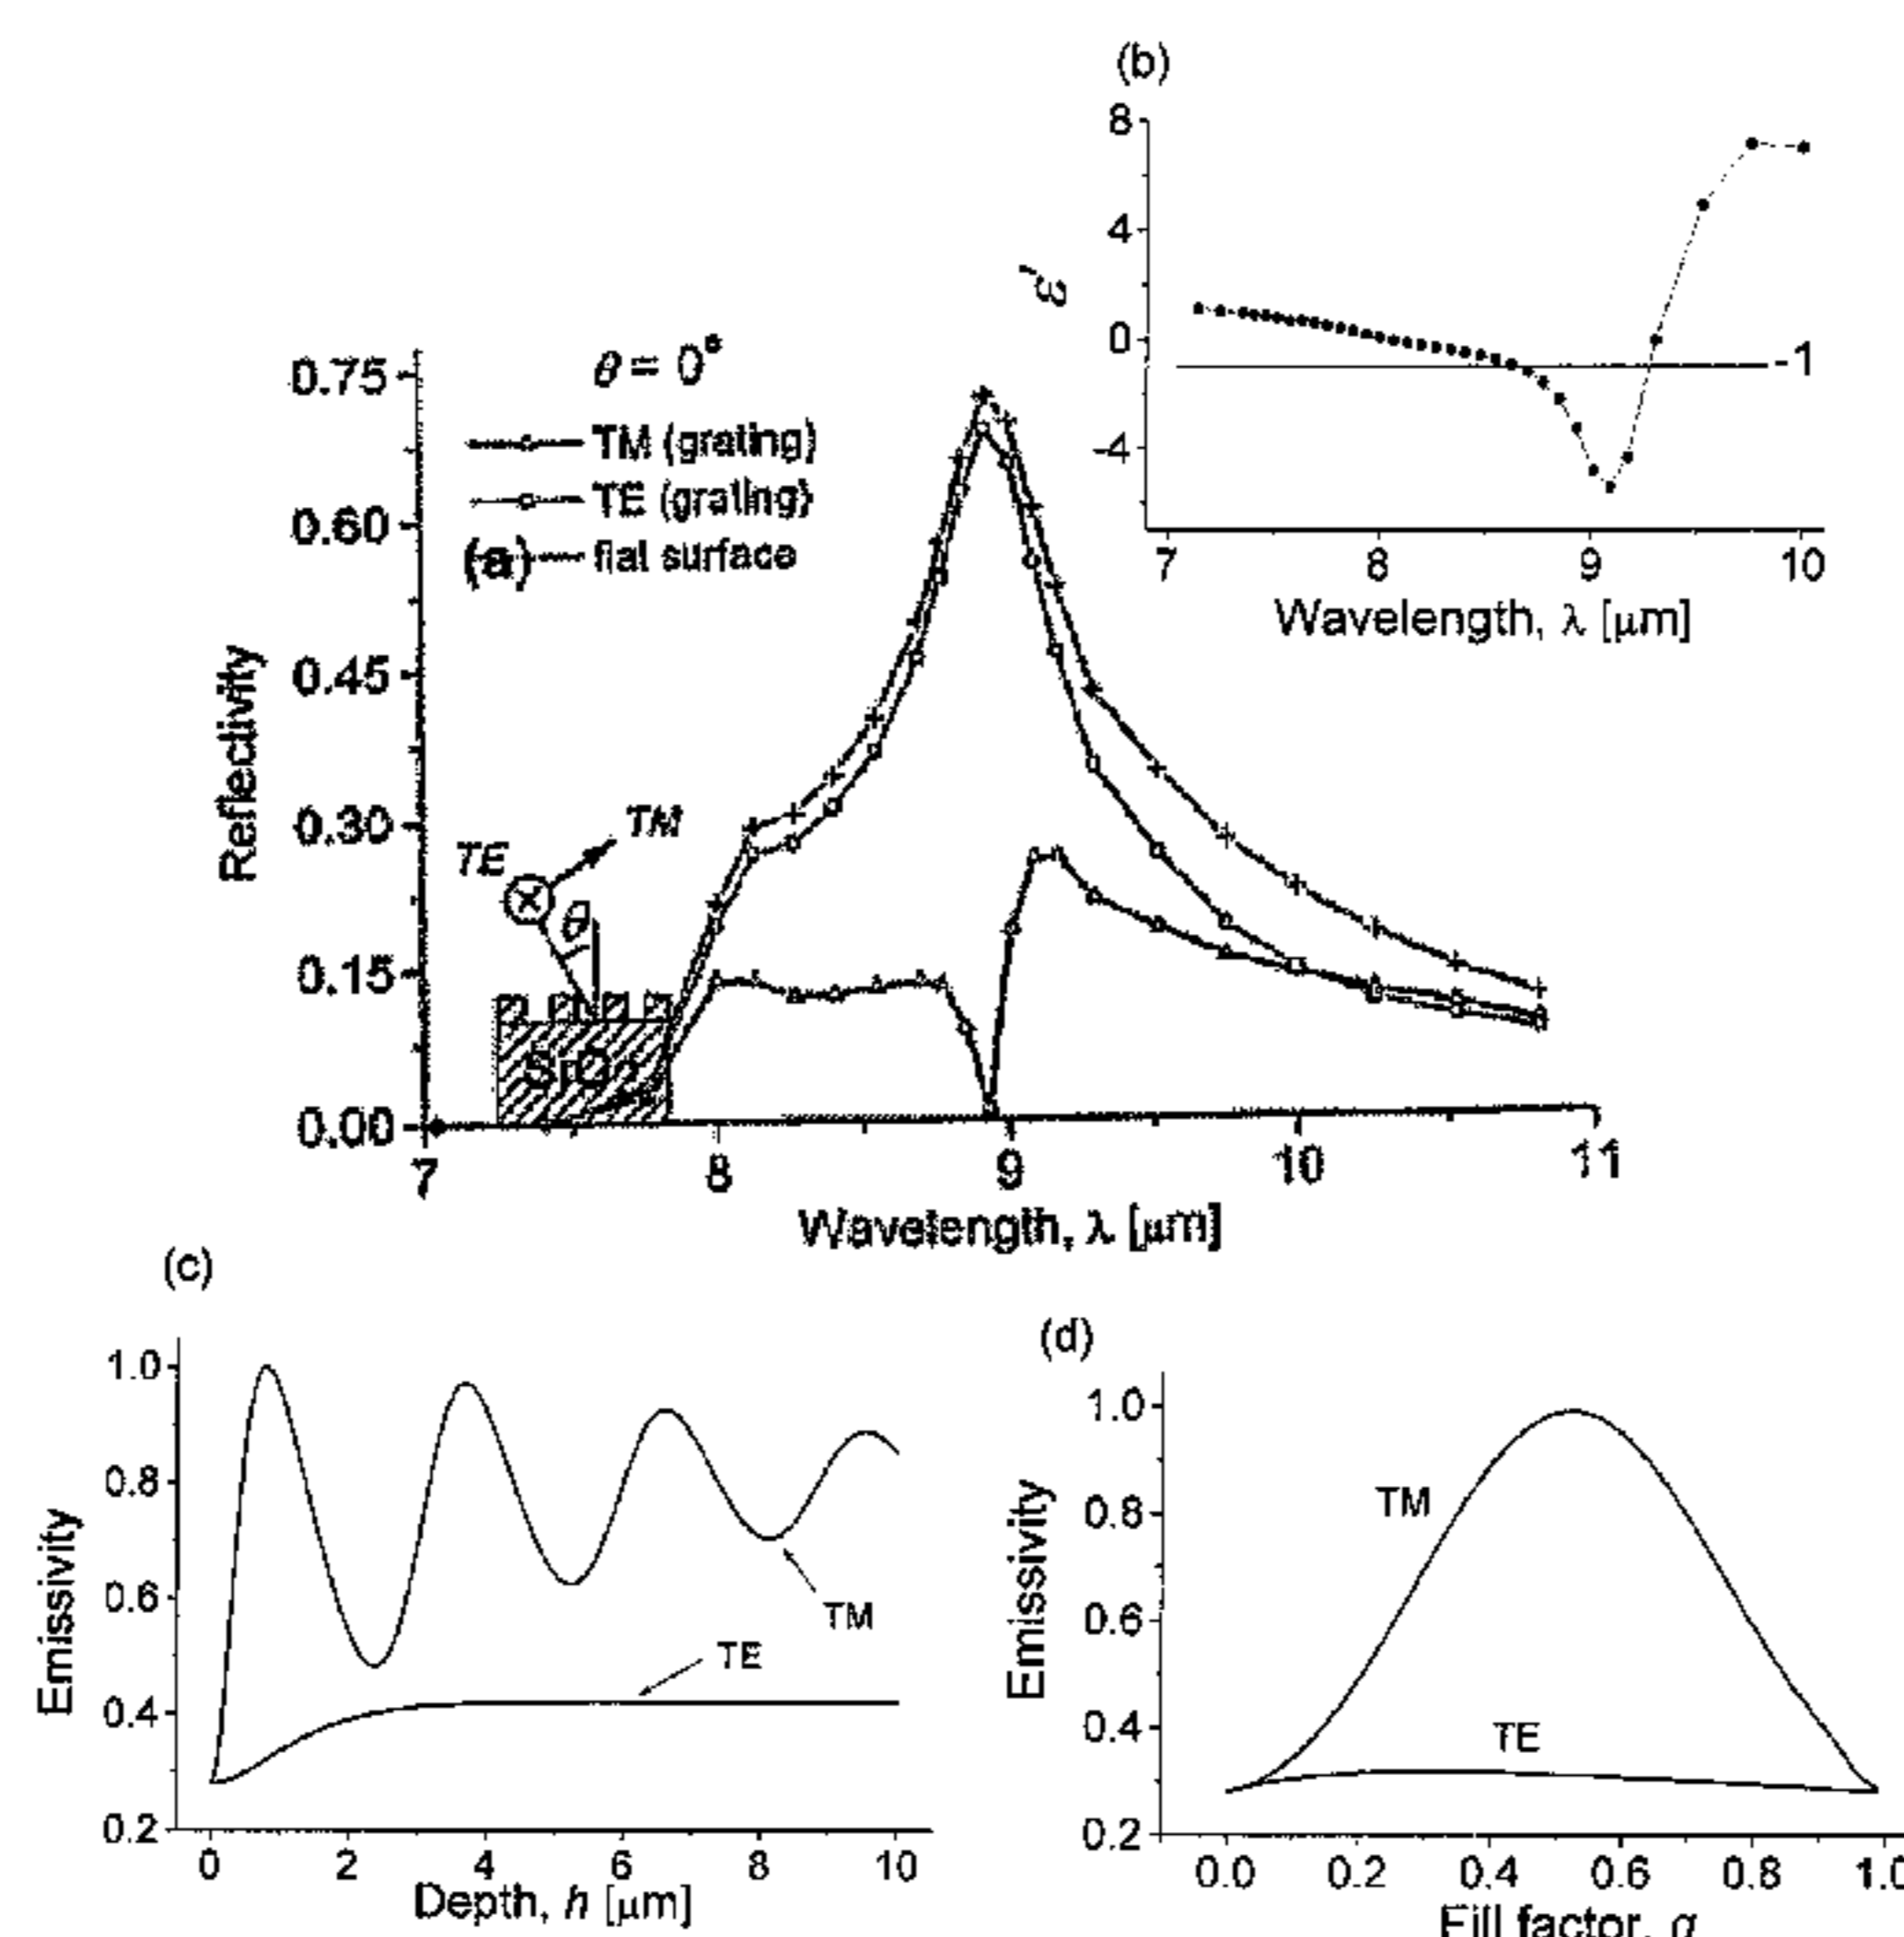 (b)
8
4
0
-4
ε'
-1
7 8 9 10
Wavelength, λ [μm]
θ = 0°
TM (grating)
TE (grating)
(a) flat surface
0.75
0.60
0.45
0.30
0.15
0.00
Reflectivity
TE TM
θ
7 8 9 10 11
Wavelength, λ [μm]
(c)
1.0
0.8
0.6
0.4
0.2
Emissivity
TM
TE
0 2 4 6 8 10
Depth, h [μm]
(d)
1.0
0.8
0.6
0.4
0.2
Emissivity
TM
TE
0.0 0.2 0.4 0.6 0.8 1.0
Fill factor,